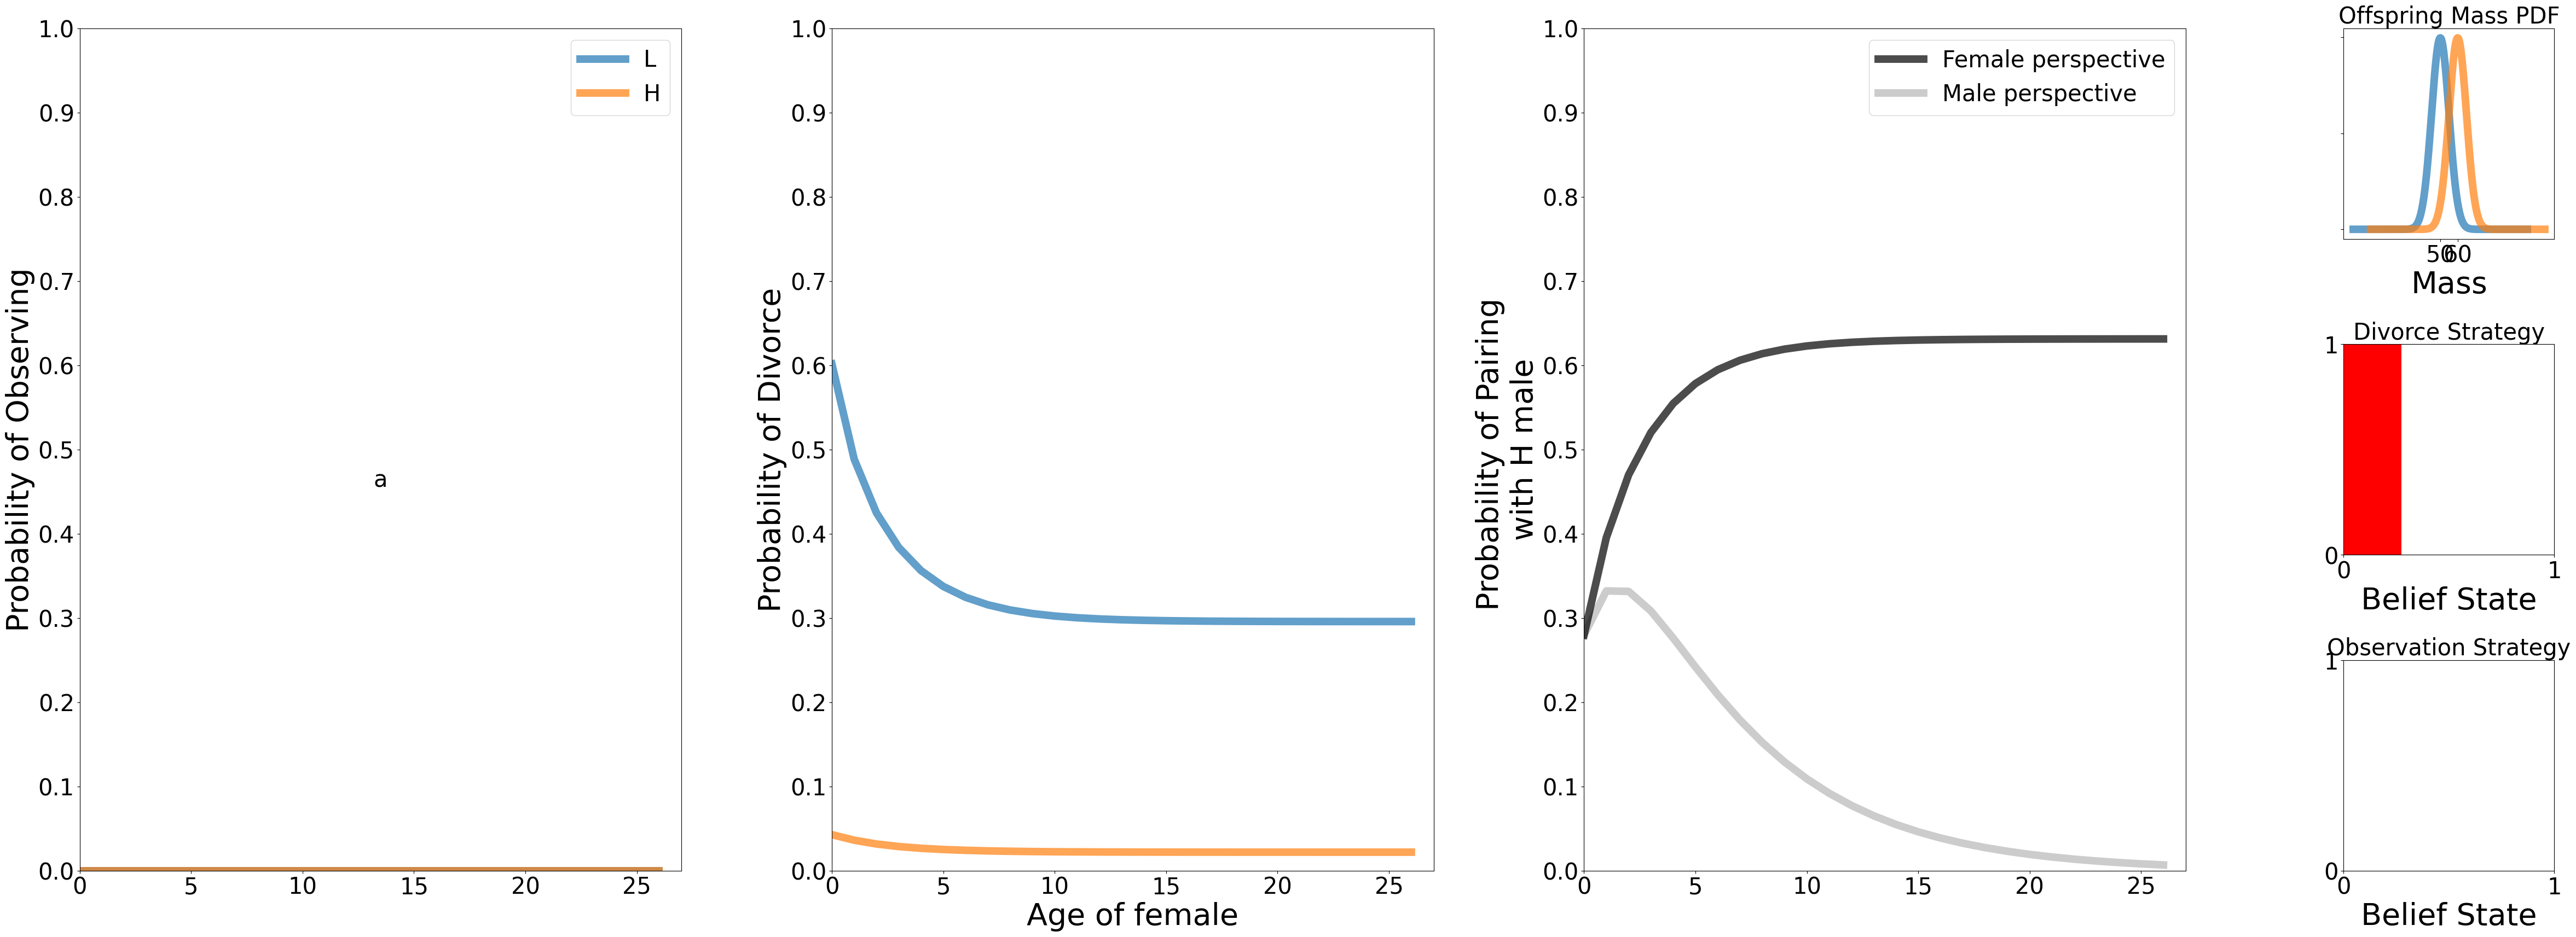 Probability of Observing
1.0
0.9
0.8
0.7
0.6
0.5
0.4
0.3
0.2
0.1
0.0
0 5 10 15 20 25
L
H
a
Probability of Divorce
1.0
0.9
0.8
0.7
0.6
0.5
0.4
0.3
0.2
0.1
0.0
0 5 10 15 20 25
Age of female
Probability of Pairing
with H male
1.0
0.9
0.8
0.7
0.6
0.5
0.4
0.3
0.2
0.1
0.0
0 5 10 15 20 25
Female perspective
Male perspective
Offspring Mass PDF
50 60
Mass
Divorce Strategy
1
0
0 1
Belief State
Observation Strategy
1
0
0 1
Belief State